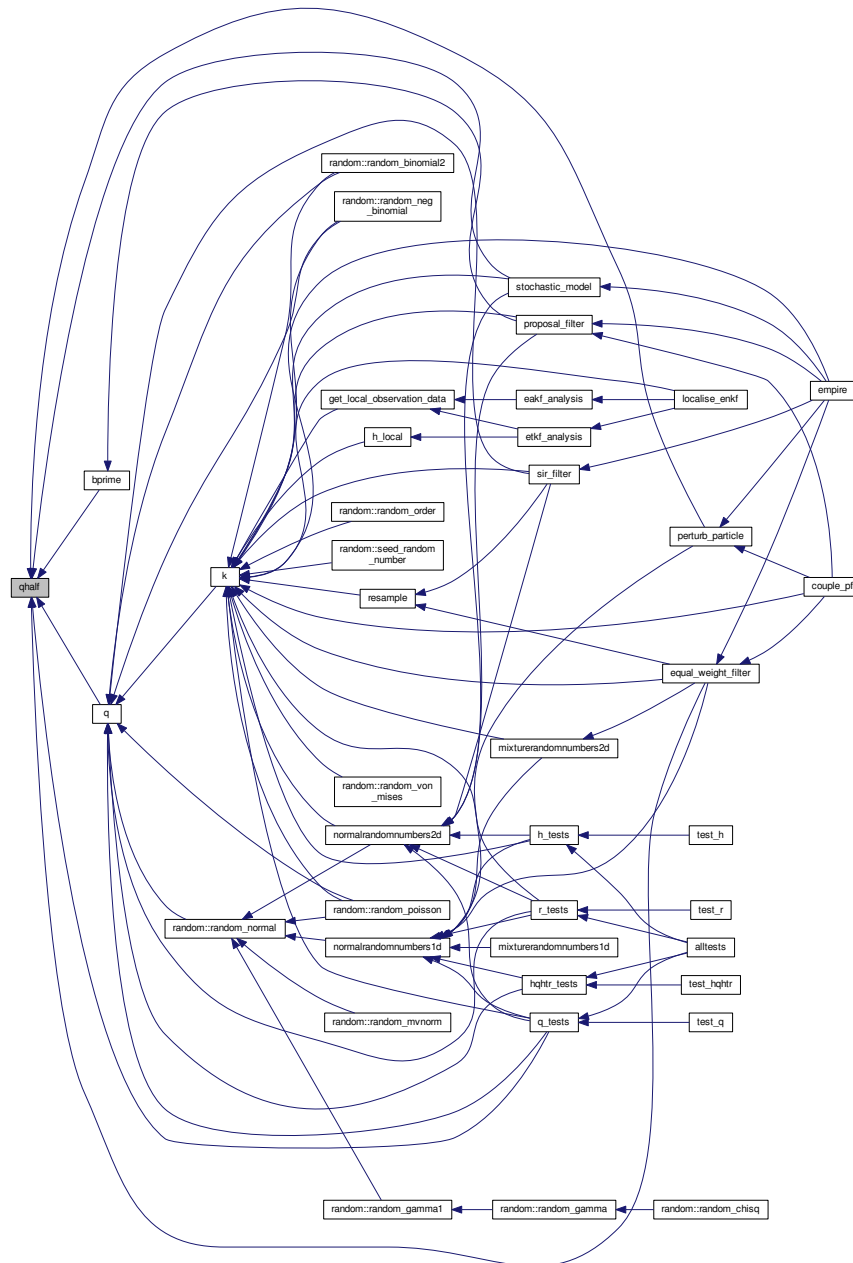 random::random_binomial2
random::random_neg
_binomial
stochastic_model
proposal_filter
empire
get_local_observation_data
eakf_analysis
localise_enkf
h_local
etkf_analysis
bprime
sir_filter
random::random_order
perturb_particle
random::seed_random
_number
k
qhalf
resample
couple_pf
equal_weight_filter
q
mixturerandomnumbers2d
random::random_von
_mises
normalrandomnumbers2d
h_tests
test_h
random::random_poisson
r_tests
test_r
random::random_normal
normalrandomnumbers1d
mixturerandomnumbers1d
alltests
hqhtr_tests
test_hqhtr
random::random_mvnorm
q_tests
test_q
random::random_gamma1
random::random_gamma
random::random_chisq